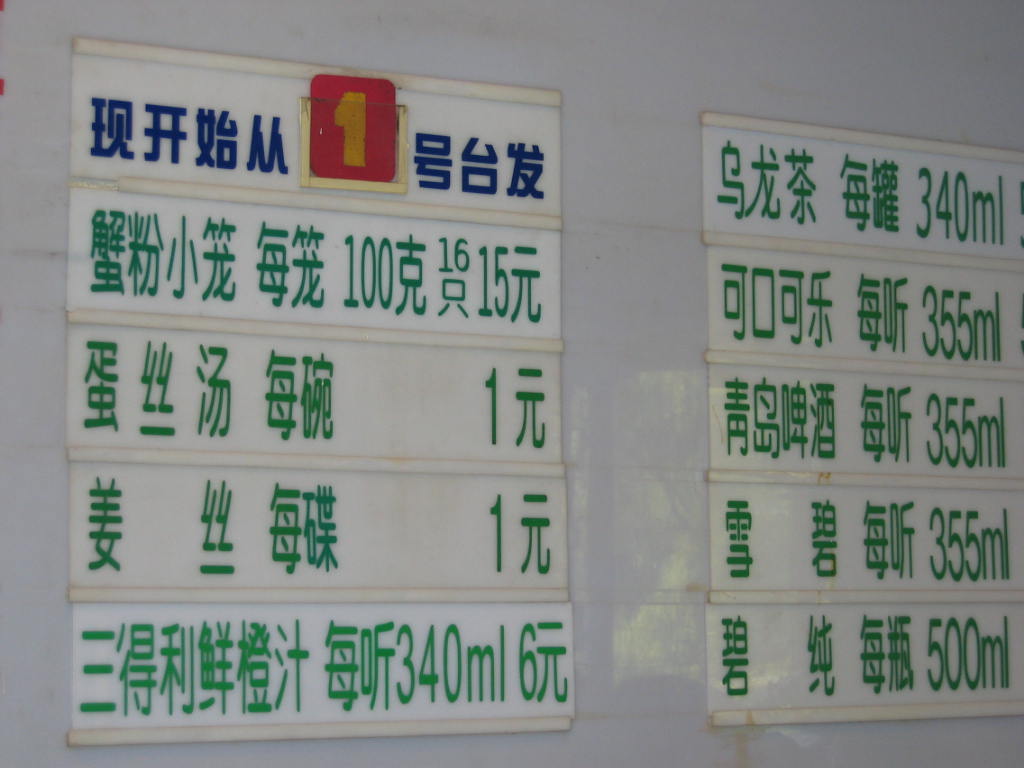 现开始从1号台发
蟹粉小笼 每笼 100克 16只 15元
蛋丝汤 每碗 1元
姜丝 每碟 1元
三得利鲜橙汁 每听340ml 6元
乌龙茶 每罐 340ml
可口可乐 每听 355ml
青岛啤酒 每听 355ml
雪碧 每听 355ml
碧纯 每瓶 500ml